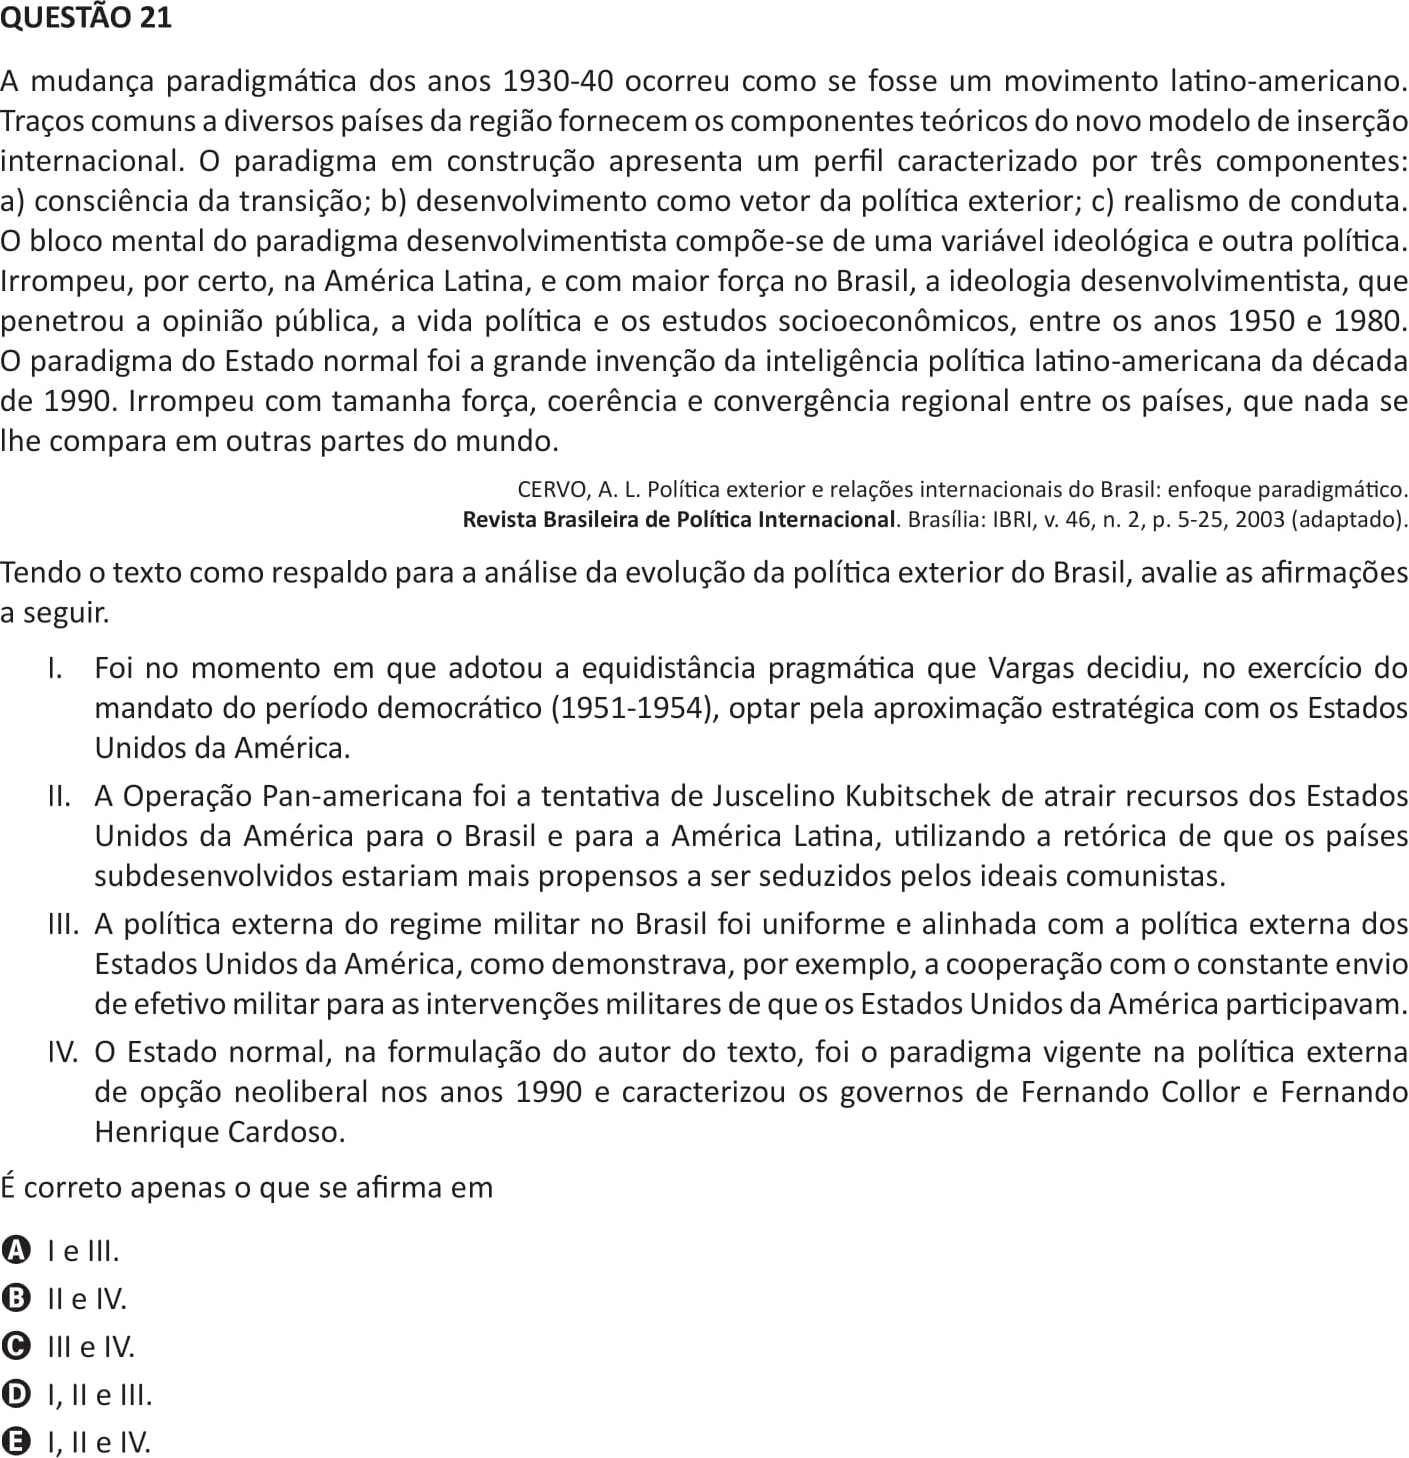 QUESTÃO 21
A mudança paradigmática dos anos 1930-40 ocorreu como se fosse um movimento latino-americano.
Traços comuns a diversos países da região fornecem os componentes teóricos do novo modelo de inserção
internacional. O paradigma em construção apresenta um perfil caracterizado por três componentes:
a) consciência da transição; b) desenvolvimento como vetor da política exterior; c) realismo de conduta.
O bloco mental do paradigma desenvolvimentista compõe-se de uma variável ideológica e outra política.
Irrompeu, por certo, na América Latina, e com maior força no Brasil, a ideologia desenvolvimentista, que
penetrou a opinião pública, a vida política e os estudos socioeconômicos, entre os anos 1950 e 1980.
O paradigma do Estado normal foi a grande invenção da inteligência política latino-americana da década
de 1990. Irrompeu com tamanha força, coerência e convergência regional entre os países, que nada se
lhe compara em outras partes do mundo.
CERVO, A. L. Política exterior e relações internacionais do Brasil: enfoque paradigmático.
Revista Brasileira de Política Internacional. Brasília: IBRI, v. 46, n. 2, p. 5-25, 2003 (adaptado).
Tendo o texto como respaldo para a análise da evolução da política exterior do Brasil, avalie as afirmações
a seguir.
I. Foi no momento em que adotou a equidistância pragmática que Vargas decidiu, no exercício do
mandato do período democrático (1951-1954), optar pela aproximação estratégica com os Estados
Unidos da América.
II. A Operação Pan-americana foi a tentativa de Juscelino Kubitschek de atrair recursos dos Estados
Unidos da América para o Brasil e para a América Latina, utilizando a retórica de que os países
subdesenvolvidos estariam mais propensos a ser seduzidos pelos ideais comunistas.
III. A política externa do regime militar no Brasil foi uniforme e alinhada com a política externa dos
Estados Unidos da América, como demonstrava, por exemplo, a cooperação com o constante envio
de efetivo militar para as intervenções militares de que os Estados Unidos da América participavam.
IV. O Estado normal, na formulação do autor do texto, foi o paradigma vigente na política externa
de opção neoliberal nos anos 1990 e caracterizou os governos de Fernando Collor e Fernando
Henrique Cardoso.
É correto apenas o que se afirma em
A I e III.
B II e IV.
C III e IV.
D I, II e III.
E I, II e IV.